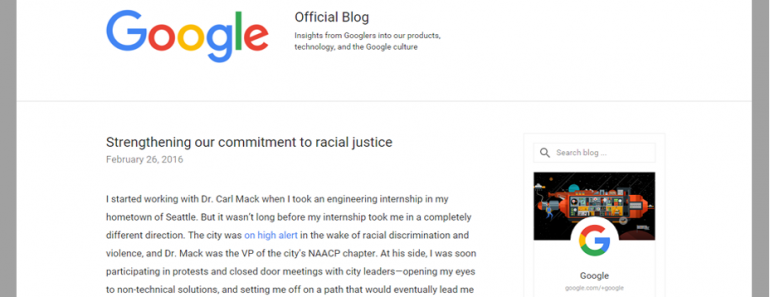 Google
Official Blog
Insights from Googlers into our products,
technology, and the Google culture
Strengthening our commitment to racial justice
February 26, 2016
Search blog ...
I started working with Dr. Carl Mack when I took an engineering internship in my
hometown of Seattle. But it wasn't long before my internship took me in a completely
different direction. The city was on high alert in the wake of racial discrimination and
violence, and Dr. Mack was the VP of the city's NAACP chapter. At his side, I was soon
participating in protests and closed door meetings with city leaders—opening my eyes
to non-technical solutions, and setting me off on a path that would eventually lead me
G
Google
google.com/+google